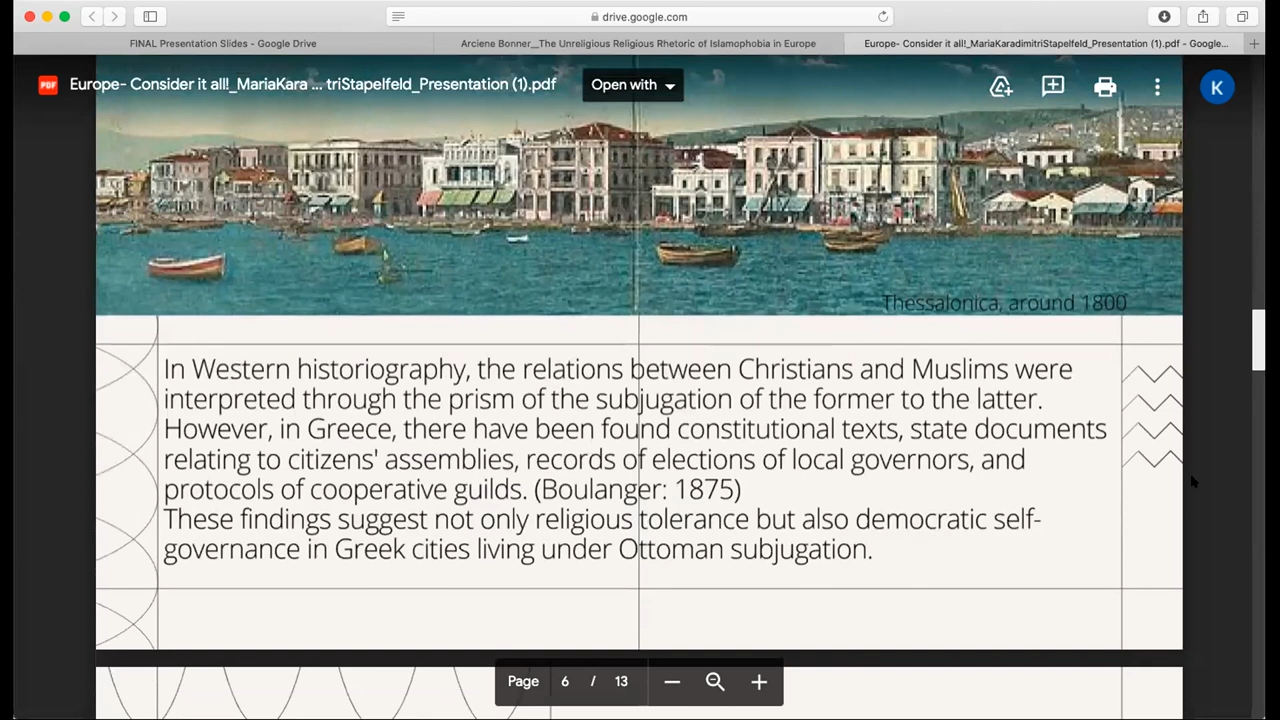 drive.google.com
FINAL Presentation Slides - Google Drive
Arciene Bonner__The Unreligious Religious Rhetoric of Islamophobia in Europe
Europe- Consider it all!_MariaKaradimitriStapelfeld_Presentation (1).pdf - Google...
PDF
Europe- Consider it all!_MariaKara ... triStapelfeld_Presentation (1).pdf
Open with
K
Thessalonica, around 1800
In Western historiography, the relations between Christians and Muslims were
interpreted through the prism of the subjugation of the former to the latter.
However, in Greece, there have been found constitutional texts, state documents
relating to citizens' assemblies, records of elections of local governors, and
protocols of cooperative guilds. (Boulanger: 1875)
These findings suggest not only religious tolerance but also democratic self-
governance in Greek cities living under Ottoman subjugation.
Page 6 / 13